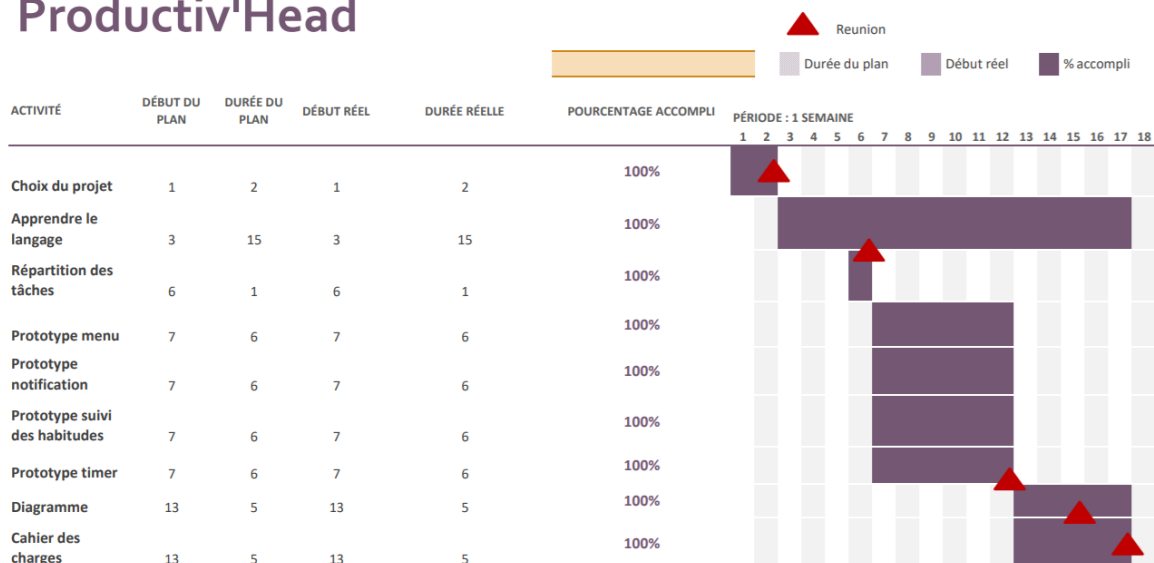 Productiv'Head
Reunion
Durée du plan Début réel % accompli
ACTIVITÉ DÉBUT DU PLAN DURÉE DU PLAN DÉBUT RÉEL DURÉE RÉELLE POURCENTAGE ACCOMPLI PÉRIODE : 1 SEMAINE
1 2 3 4 5 6 7 8 9 10 11 12 13 14 15 16 17 18
Choix du projet 1 2 1 2 100%
Apprendre le langage 3 15 3 15 100%
Répartition des tâches 6 1 6 1 100%
Prototype menu 7 6 7 6 100%
Prototype notification 7 6 7 6 100%
Prototype suivi des habitudes 7 6 7 6 100%
Prototype timer 7 6 7 6 100%
Diagramme 13 5 13 5 100%
Cahier des charges 13 5 13 5 100%